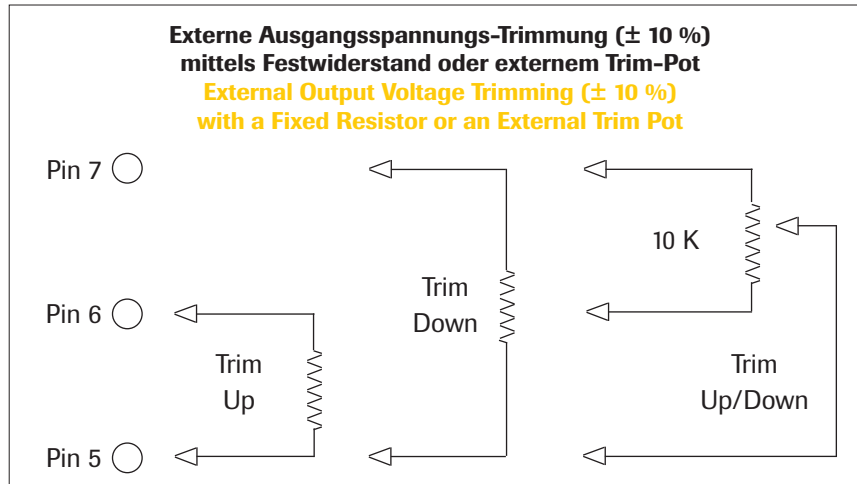 Externe Ausgangsspannungs-Trimmung (± 10 %)
mittels Festwiderstand oder externem Trim-Pot
External Output Voltage Trimming (± 10 %)
with a Fixed Resistor or an External Trim Pot
Pin 7
10 K
Trim
Down
Pin 6
Trim
Up
Trim
Up/Down
Pin 5